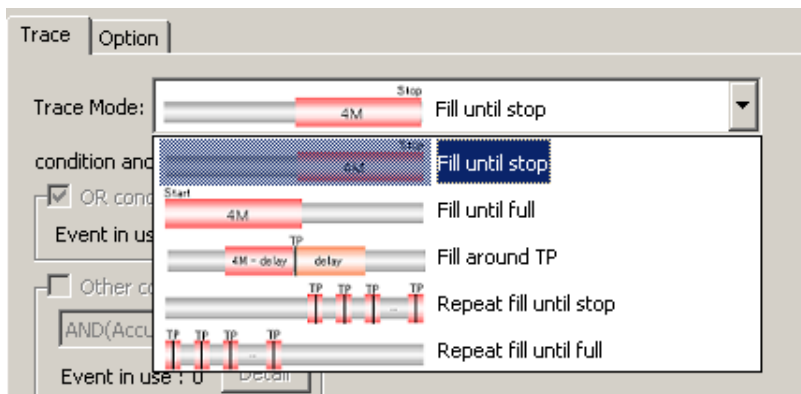 Trace Option
Trace Mode:
Stop
4M
Fill until stop
condition and
Stop
4M
Fill until stop
OR cond
Start
4M
Fill until full
Event in us
TP
4M - delay delay
Fill around TP
Other co
TP TP TP TP
...
Repeat fill until stop
AND(Accu
TP TP TP TP
...
Repeat fill until full
Event in use : 0 Detail